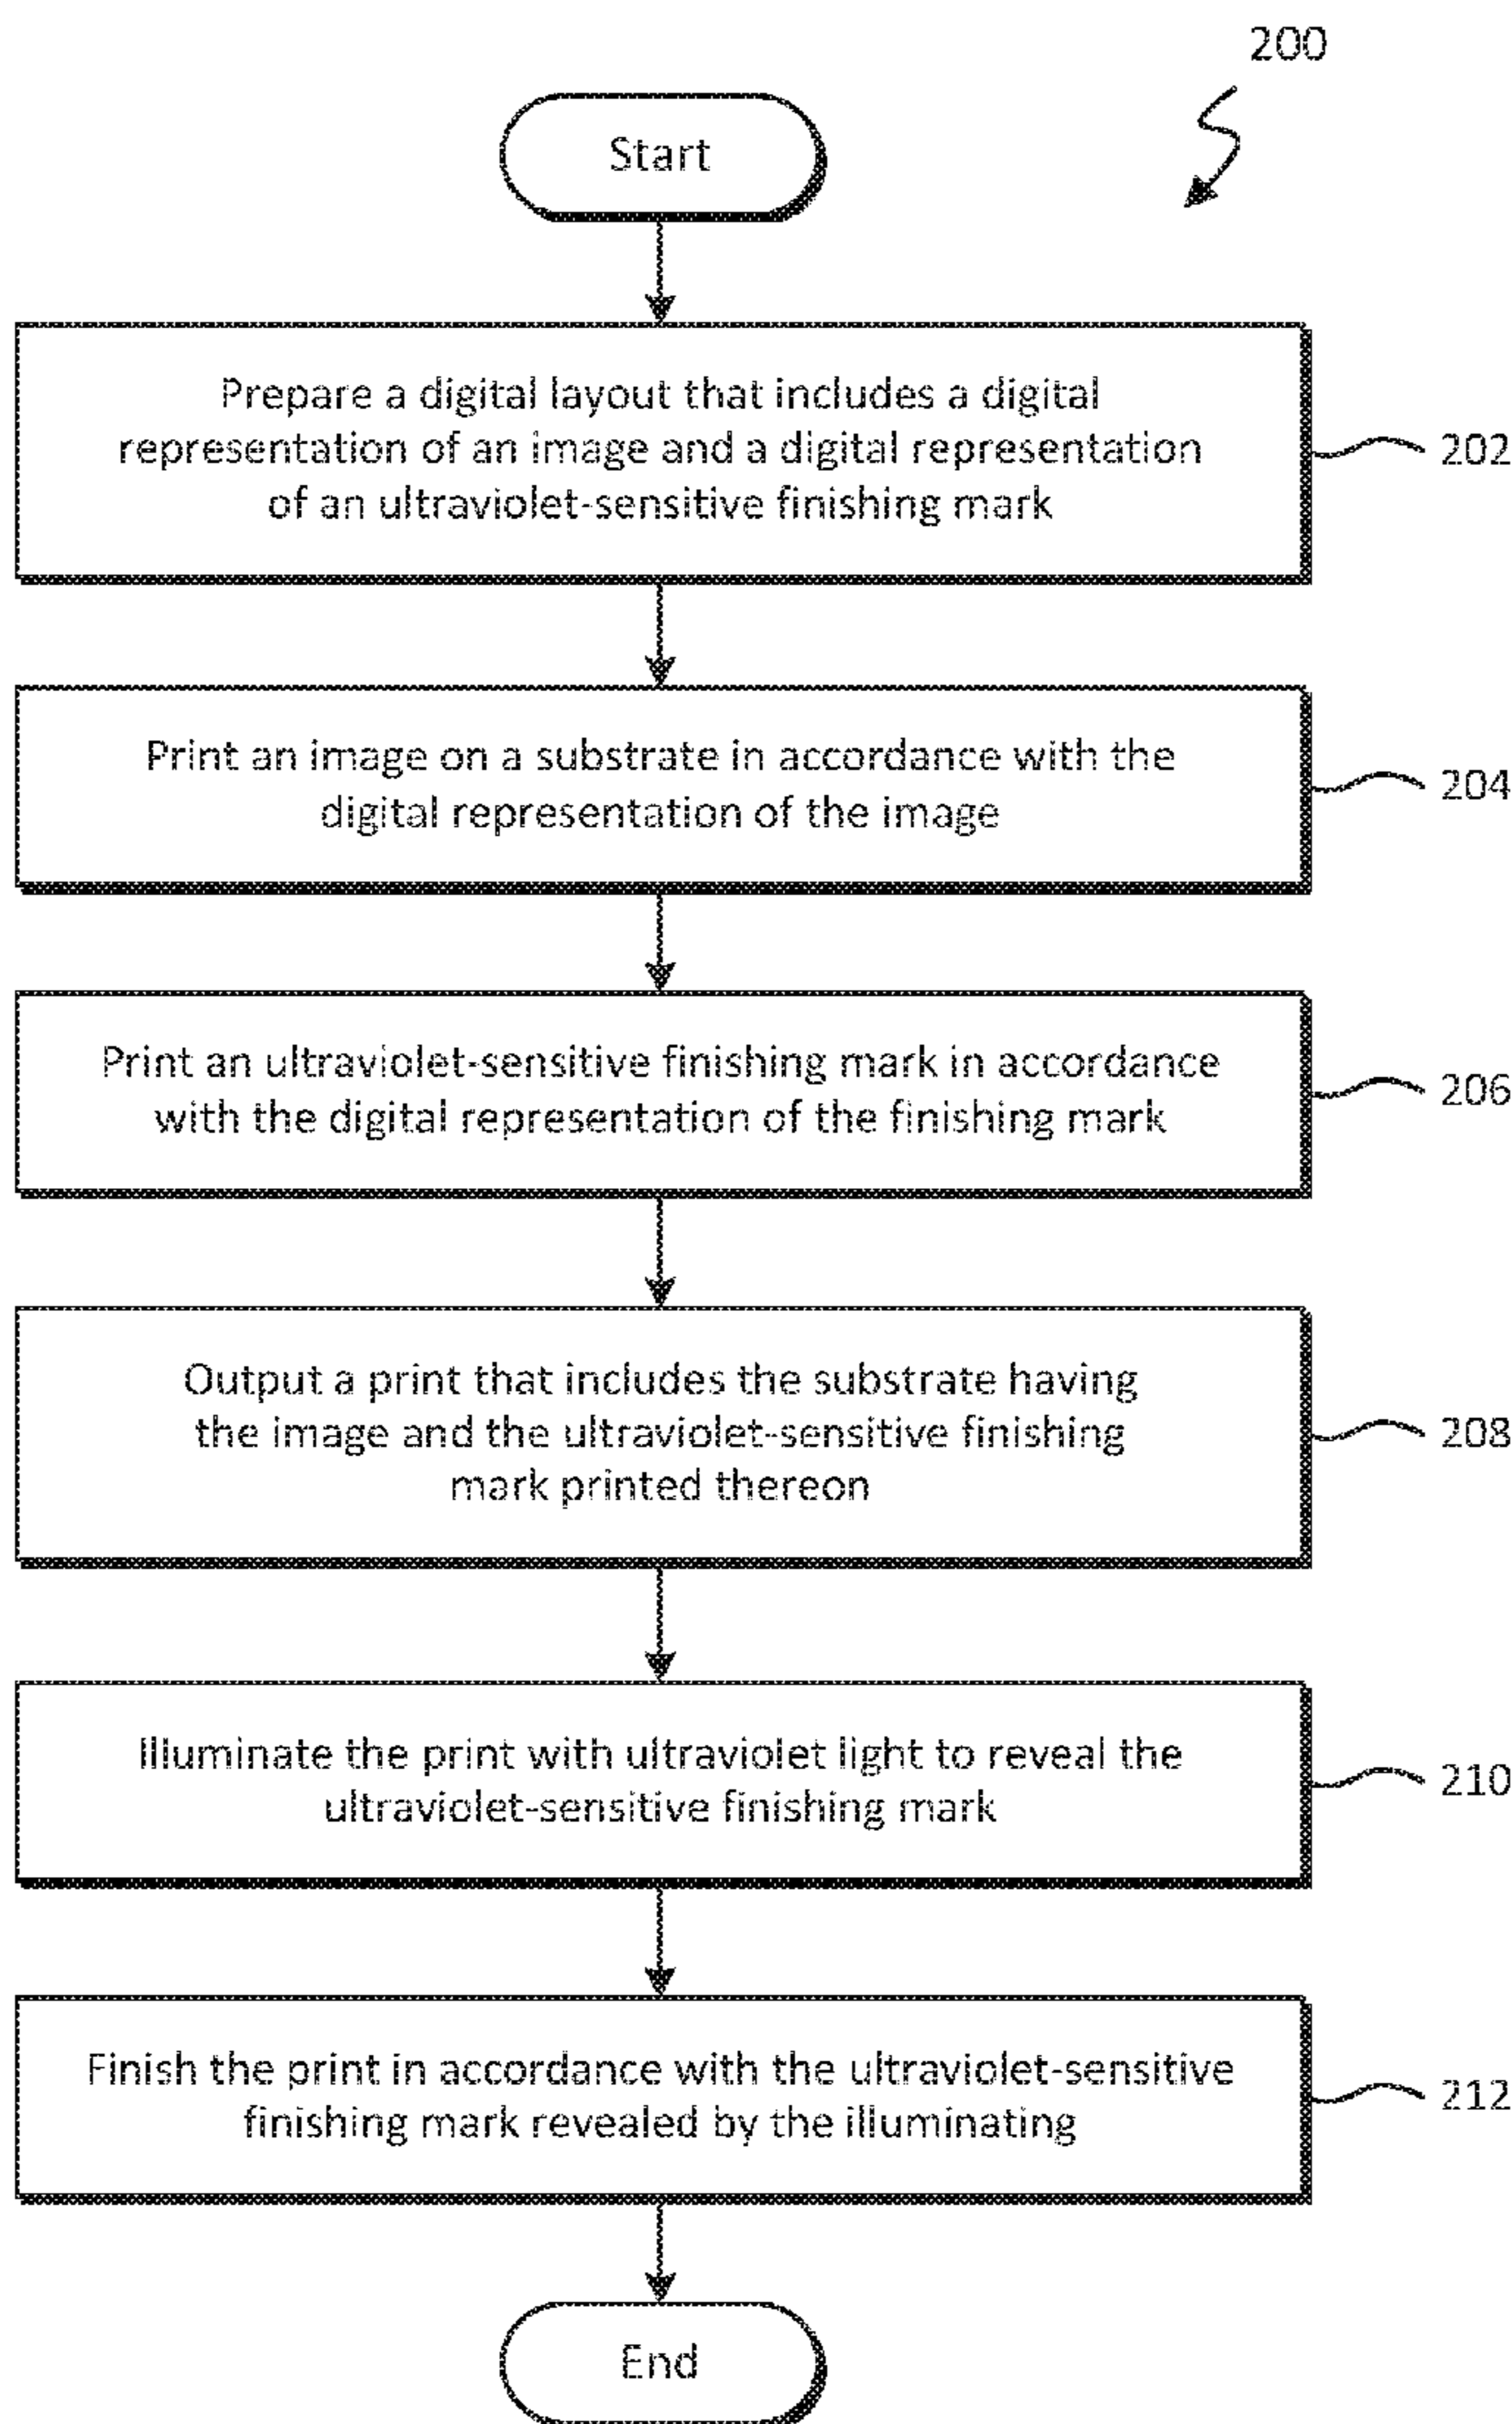 200
Start
Prepare a digital layout that includes a digital
representation of an image and a digital representation
of an ultraviolet-sensitive finishing mark
202
Print an image on a substrate in accordance with the
digital representation of the image
204
Print an ultraviolet-sensitive finishing mark in accordance
with the digital representation of the finishing mark
206
Output a print that includes the substrate having
the image and the ultraviolet-sensitive finishing
mark printed thereon
208
Illuminate the print with ultraviolet light to reveal the
ultraviolet-sensitive finishing mark
210
Finish the print in accordance with the ultraviolet-sensitive
finishing mark revealed by the illuminating
212
End